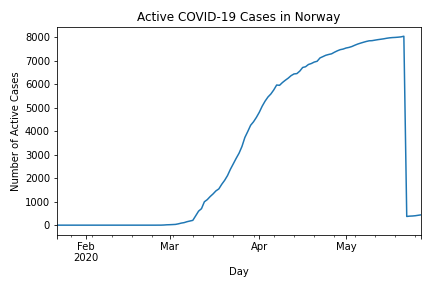 Active COVID-19 Cases in Norway
Number of Active Cases
8000
7000
6000
5000
4000
3000
2000
1000
0
Feb
2020
Mar
Apr
May
Day